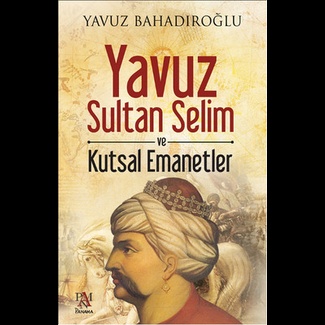 YAVUZ BAHADIROĞLU
Yavuz
Sultan Selim
ve
Kutsal Emanetler
PANAMA